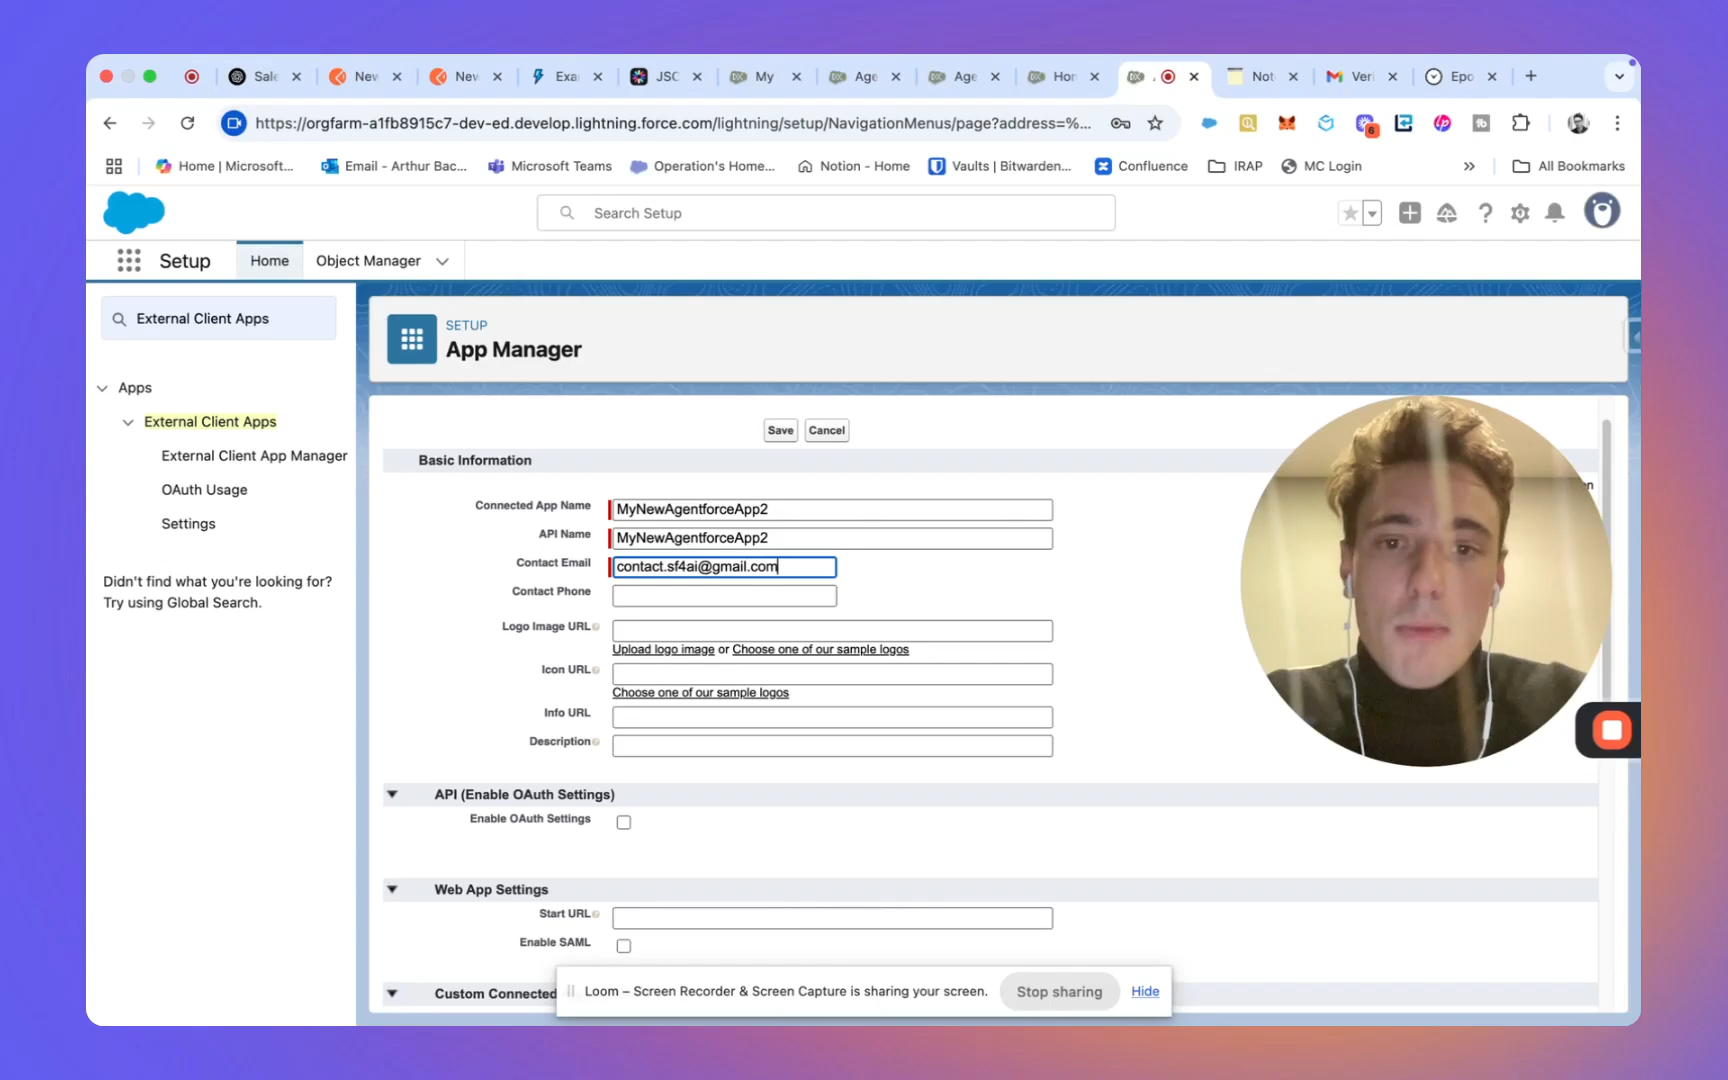 Sale
New
New
Exa
JSC
My
Age
Age
Hor
Not
Veri
Epo
https://orgfarm-a1fb8915c7-dev-ed.develop.lightning.force.com/lightning/setup/NavigationMenus/page?address=%...
6
Home | Microsoft...
Email - Arthur Bac...
Microsoft Teams
Operation's Home...
Notion - Home
Vaults | Bitwarden...
Confluence
IRAP
MC Login
»
All Bookmarks
Search Setup
Setup
Home
Object Manager
External Client Apps
Apps
External Client Apps
External Client App Manager
OAuth Usage
Settings
Didn't find what you're looking for?
Try using Global Search.
SETUP
App Manager
Save
Cancel
Basic Information
Connected App Name
MyNewAgentforceApp2
API Name
MyNewAgentforceApp2
Contact Email
contact.sf4ai@gmail.com
Contact Phone
Logo Image URL
Upload logo image or Choose one of our sample logos
Icon URL
Choose one of our sample logos
Info URL
Description
API (Enable OAuth Settings)
Enable OAuth Settings
Web App Settings
Start URL
Enable SAML
Custom Connected
Loom – Screen Recorder & Screen Capture is sharing your screen.
Stop sharing
Hide